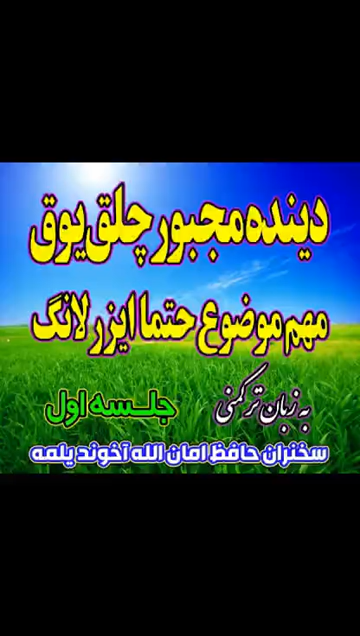 دینده مجبور چلق یوق
مهم موضوع حتما ایزر لانگ
به زبان ترکمنی جلسه اول
سخنران حافظ امان الله آخوند یلمه